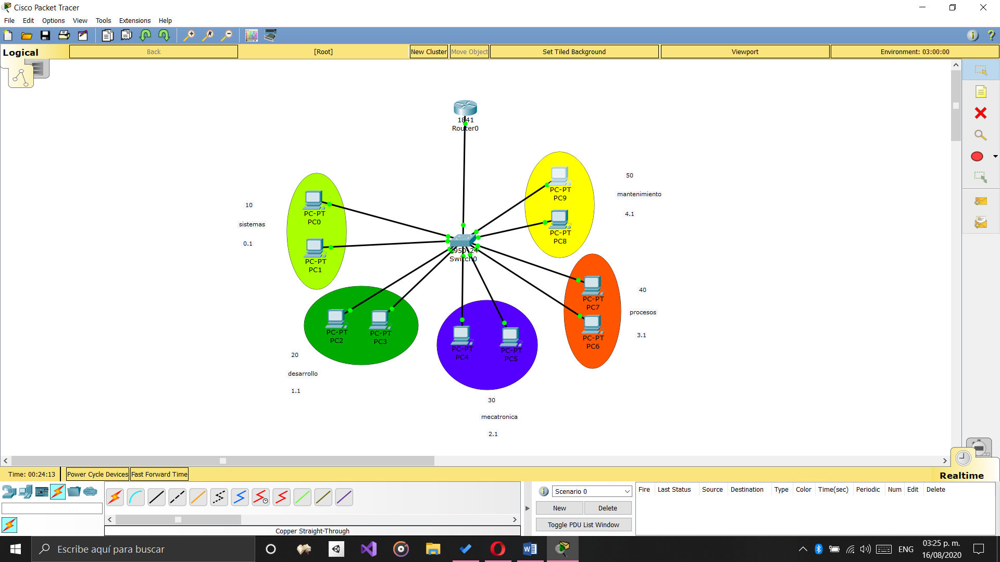 Cisco Packet Tracer
File Edit Options View Tools Extensions Help
Logical Back [Root] New Cluster Move Object Set Tiled Background Viewport Environment: 03:00:00
1841
Router0
PC-PT
PC9
PC-PT
PC8
50
mantenimiento
4.1
10
sistemas
0.1
PC-PT
PC0
PC-PT
PC1
2950-24
Switch0
PC-PT
PC7
PC-PT
PC6
40
procesos
3.1
PC-PT
PC2
PC-PT
PC3
20
desarrollo
1.1
PC-PT
PC4
PC-PT
PC5
30
mecatronica
2.1
Time: 00:24:13 Power Cycle Devices Fast Forward Time
Realtime
Scenario 0
New Delete
Toggle PDU List Window
Fire Last Status Source Destination Type Color Time(sec) Periodic Num Edit Delete
Copper Straight-Through
Escribe aquí para buscar
ENG
03:25 p. m.
16/08/2020